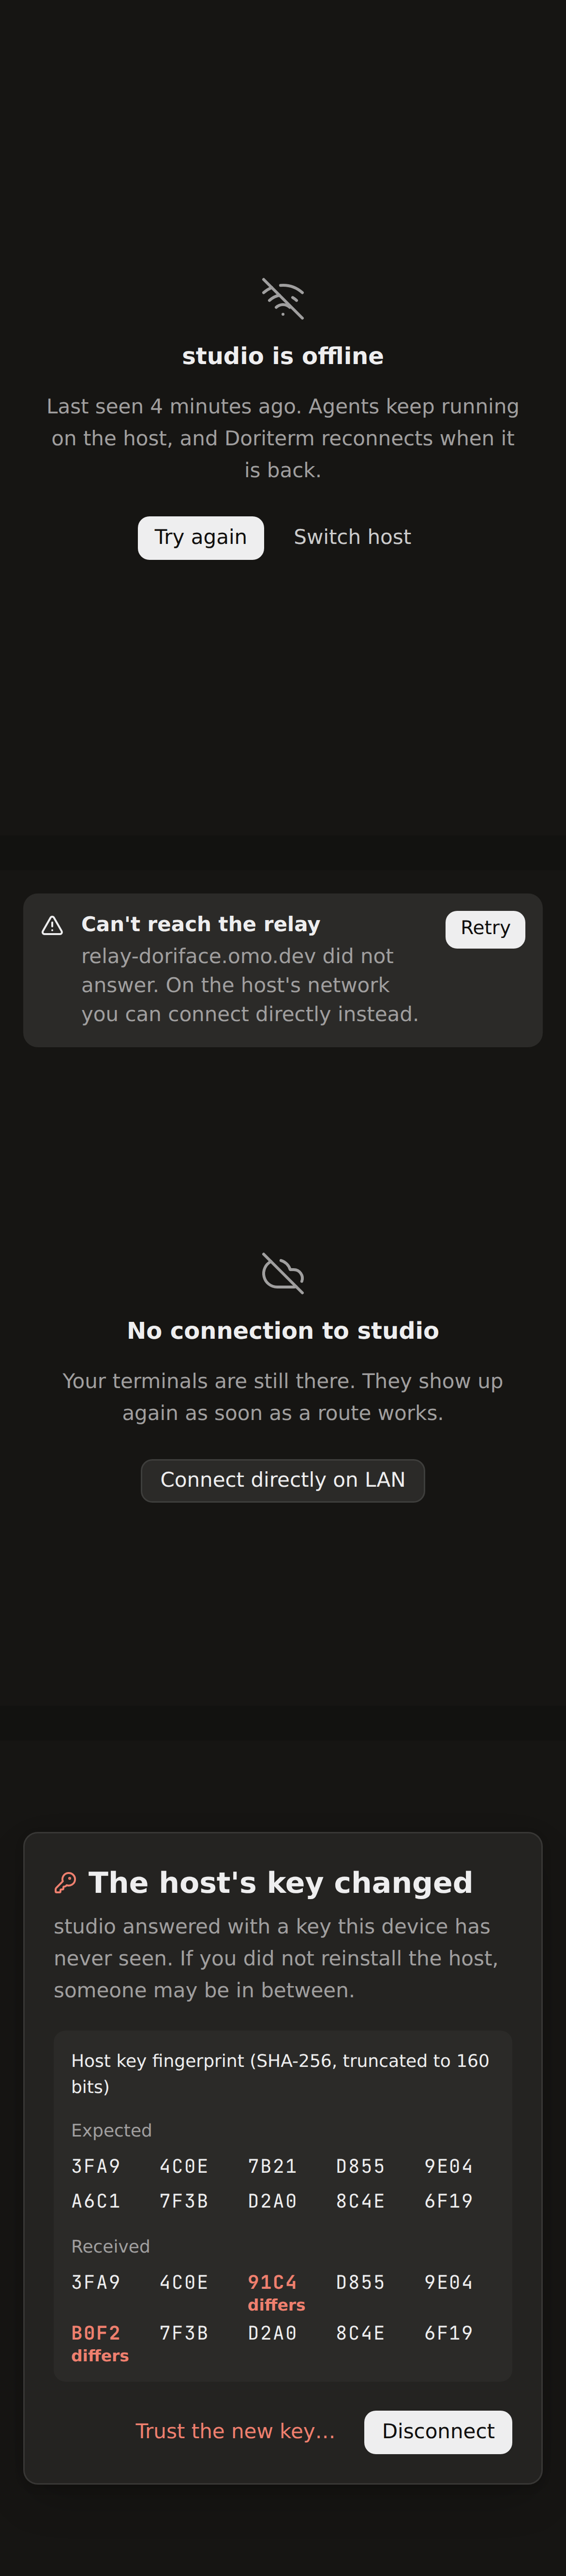 studio is offline
Last seen 4 minutes ago. Agents keep running
on the host, and Doriterm reconnects when it
is back.
Try again
Switch host
Can't reach the relay
Retry
relay-doriface.omo.dev did not
answer. On the host's network
you can connect directly instead.
No connection to studio
Your terminals are still there. They show up
again as soon as a route works.
Connect directly on LAN
The host's key changed
studio answered with a key this device has
never seen. If you did not reinstall the host,
someone may be in between.
Host key fingerprint (SHA-256, truncated to 160
bits)
Expected
3FA9 4C0E 7B21 D855 9E04
A6C1 7F3B D2A0 8C4E 6F19
Received
3FA9 4C0E 91C4 D855 9E04
differs
B0F2 7F3B D2A0 8C4E 6F19
differs
Trust the new key…
Disconnect